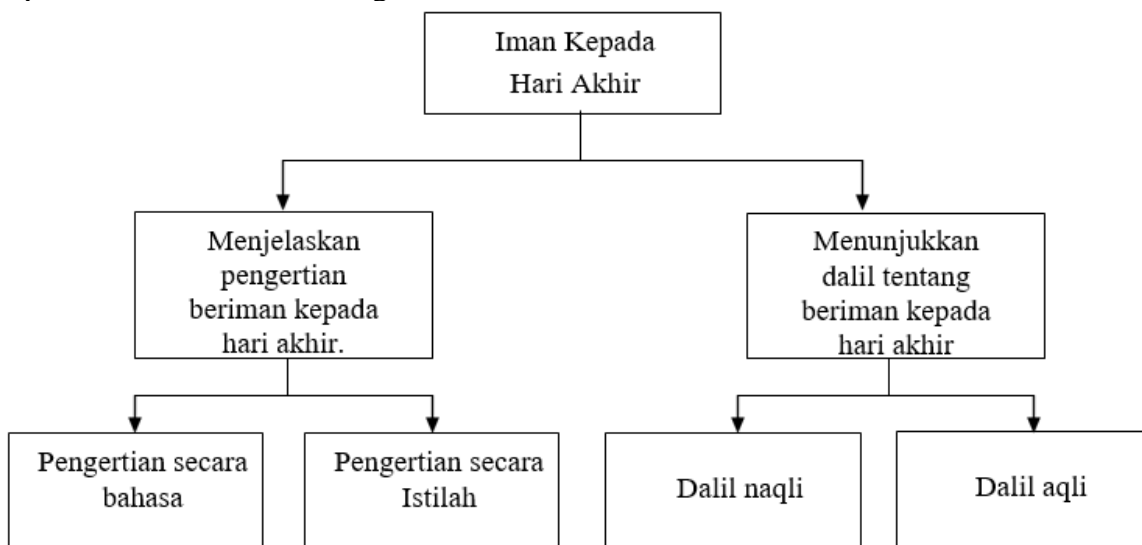 Iman Kepada
Hari Akhir
Menjelaskan
pengertian
beriman kepada
hari akhir.
Menunjukkan
dalil tentang
beriman kepada
hari akhir
Pengertian secara
bahasa
Pengertian secara
Istilah
Dalil naqli
Dalil aqli